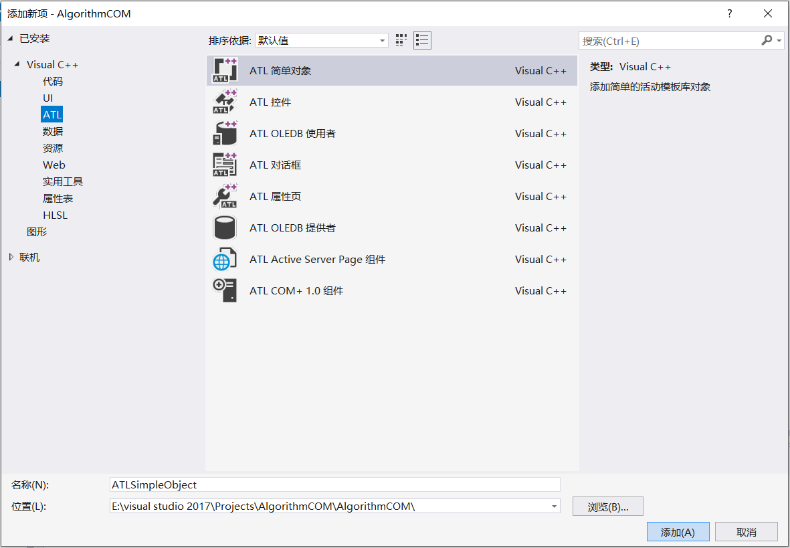 添加新项 - AlgorithmCOM
?
已安装
排序依据: 默认值
搜索(Ctrl+E)
Visual C++
代码
UI
ATL
数据
资源
Web
实用工具
属性表
HLSL
图形
联机
ATL 简单对象 Visual C++
ATL 控件 Visual C++
ATL OLEDB 使用者 Visual C++
ATL 对话框 Visual C++
ATL 属性页 Visual C++
ATL OLEDB 提供者 Visual C++
ATL Active Server Page 组件 Visual C++
ATL COM+ 1.0 组件 Visual C++
类型: Visual C++
添加简单的活动模板库对象
名称(N): ATLSimpleObject
位置(L): E:\visual studio 2017\Projects\AlgorithmCOM\AlgorithmCOM\
浏览(B)...
添加(A) 取消